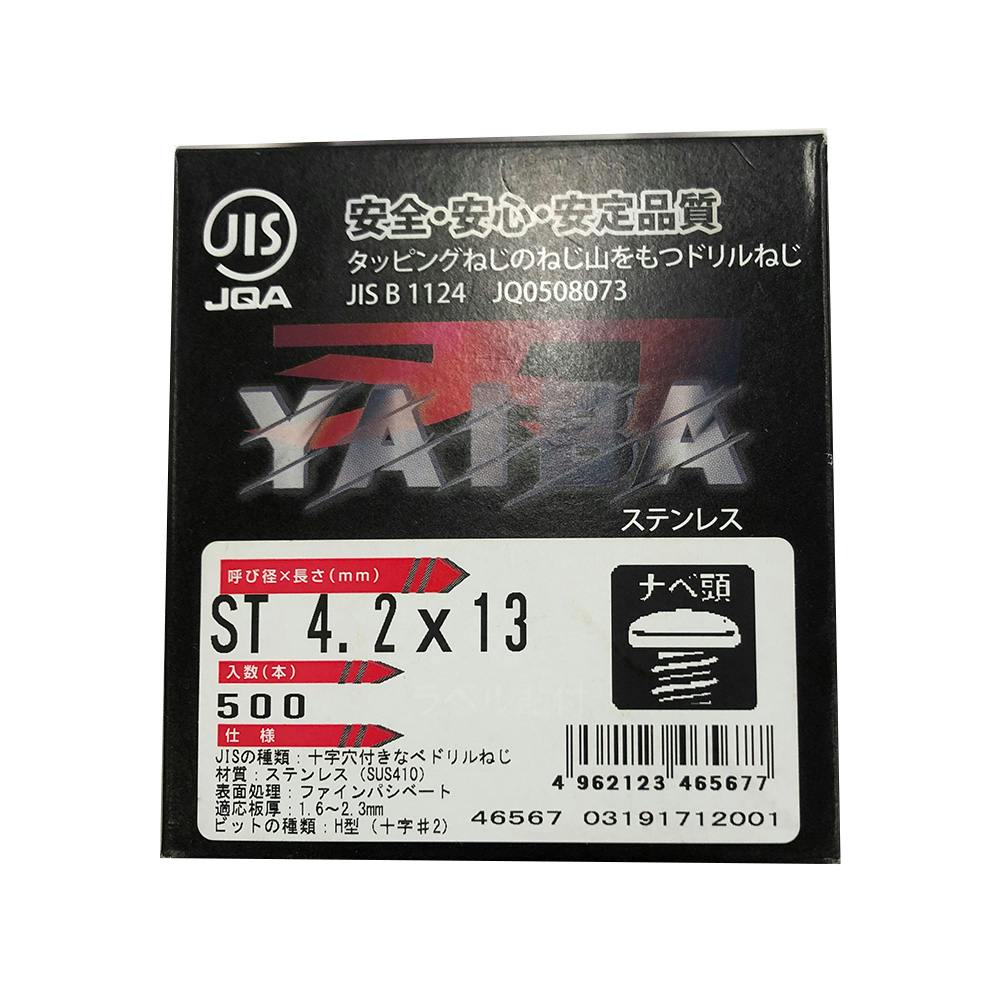 JIS
JQA
安全・安心・安定品質
タッピングねじのねじ山をもつドリルねじ
JIS B 1124 JQ0508073
YAIBA
ステンレス
呼び径×長さ(mm)
ST 4.2x13
ナベ頭
入数(本)
500
仕様
JISの種類：十字穴付きなべドリルねじ
材質：ステンレス（SUS410）
表面処理：ファインパシペート
適応板厚：1.6～2.3mm
ビットの種類：H型（十字♯2）
4 962123 465677
46567 03191712001